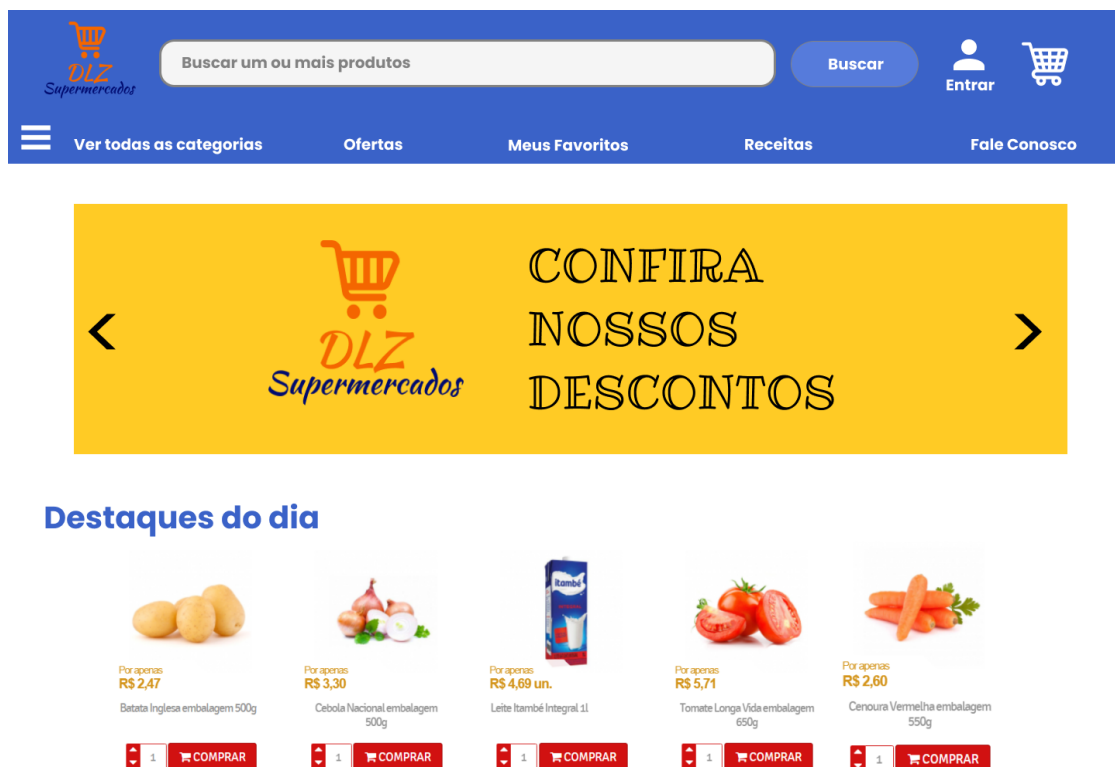 DLZ
Supermercados
Buscar um ou mais produtos
Buscar
Entrar
Ver todas as categorias
Ofertas
Meus Favoritos
Receitas
Fale Conosco
DLZ
Supermercados
CONFIRA
NOSSOS
DESCONTOS
Destaques do dia
itambé
Por apenas
R$ 2,47
Batata Inglesa embalagem 500g
1
COMPRAR
Por apenas
R$ 3,30
Cebola Nacional embalagem
500g
1
COMPRAR
Por apenas
R$ 4,69 un.
Leite Itambé Integral 1l
1
COMPRAR
Por apenas
R$ 5,71
Tomate Longa Vida embalagem
650g
1
COMPRAR
Por apenas
R$ 2,60
Cenoura Vermelha embalagem
550g
1
COMPRAR